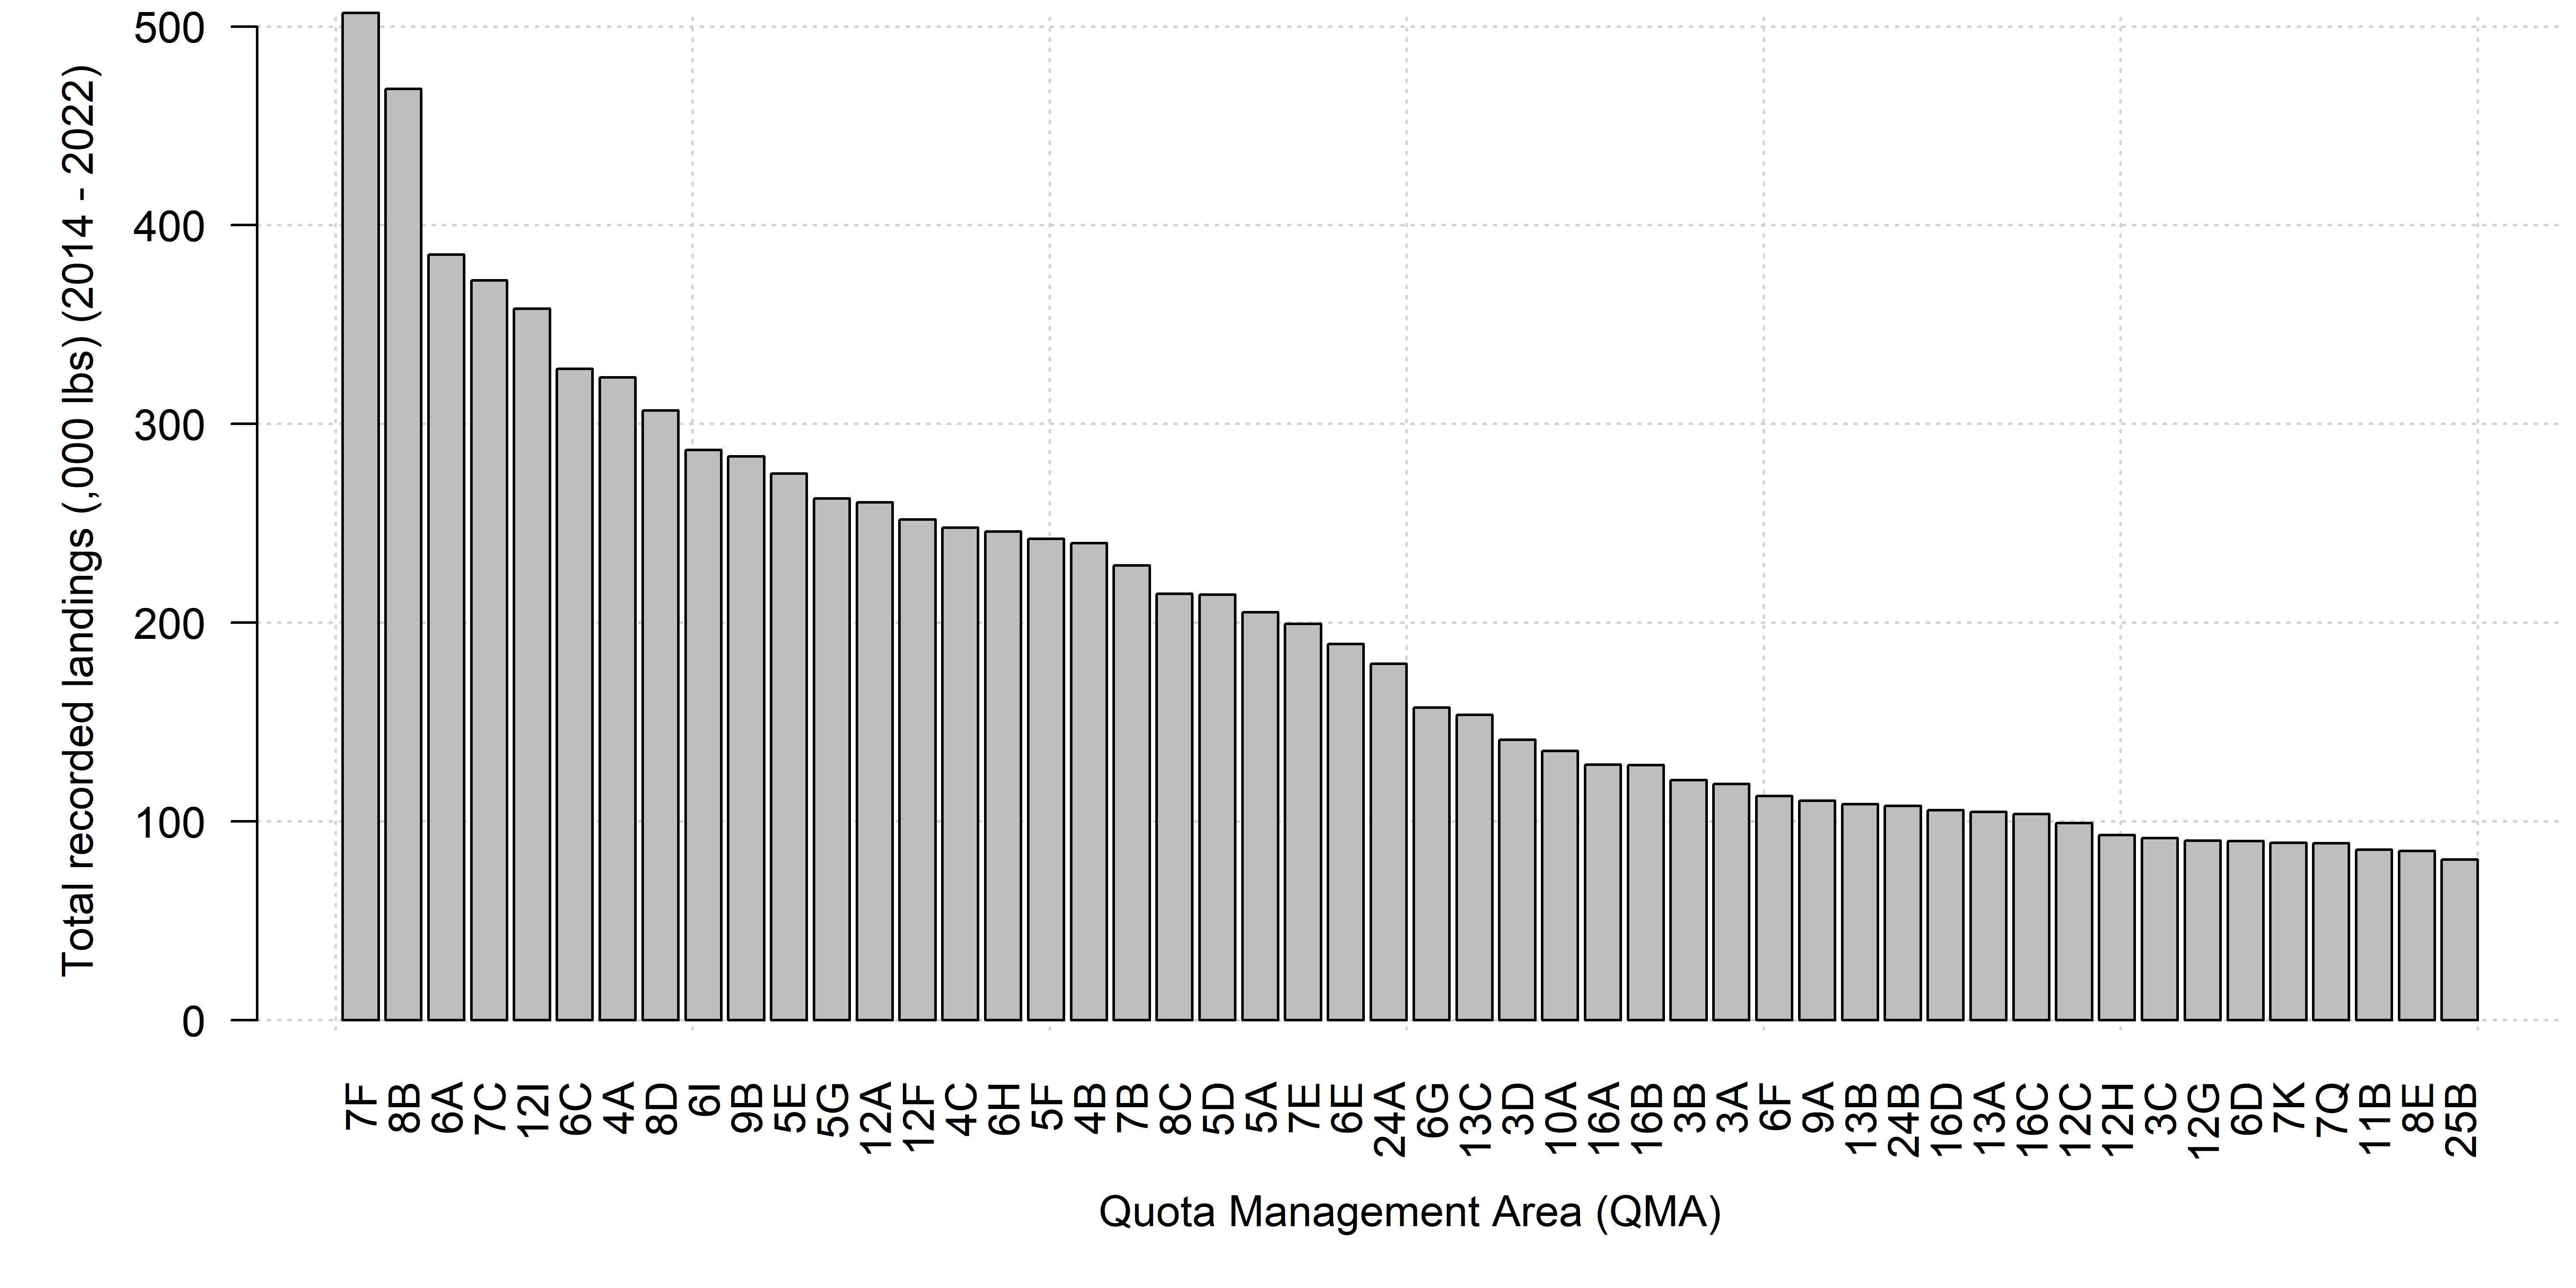 Total recorded landings (,000 lbs) (2014 - 2022)
500
400
300
200
100
0
7F 8B 6A 7C 12I 6C 4A 8D 6I 9B 5E 5G 12A 12F 4C 6H 5F 4B 7B 8C 5D 5A 7E 6E 24A 6G 13C 3D 10A 16A 16B 3B 3A 6F 9A 13B 24B 16D 13A 16C 12C 12H 3C 12G 6D 7K 7Q 11B 8E 25B
Quota Management Area (QMA)